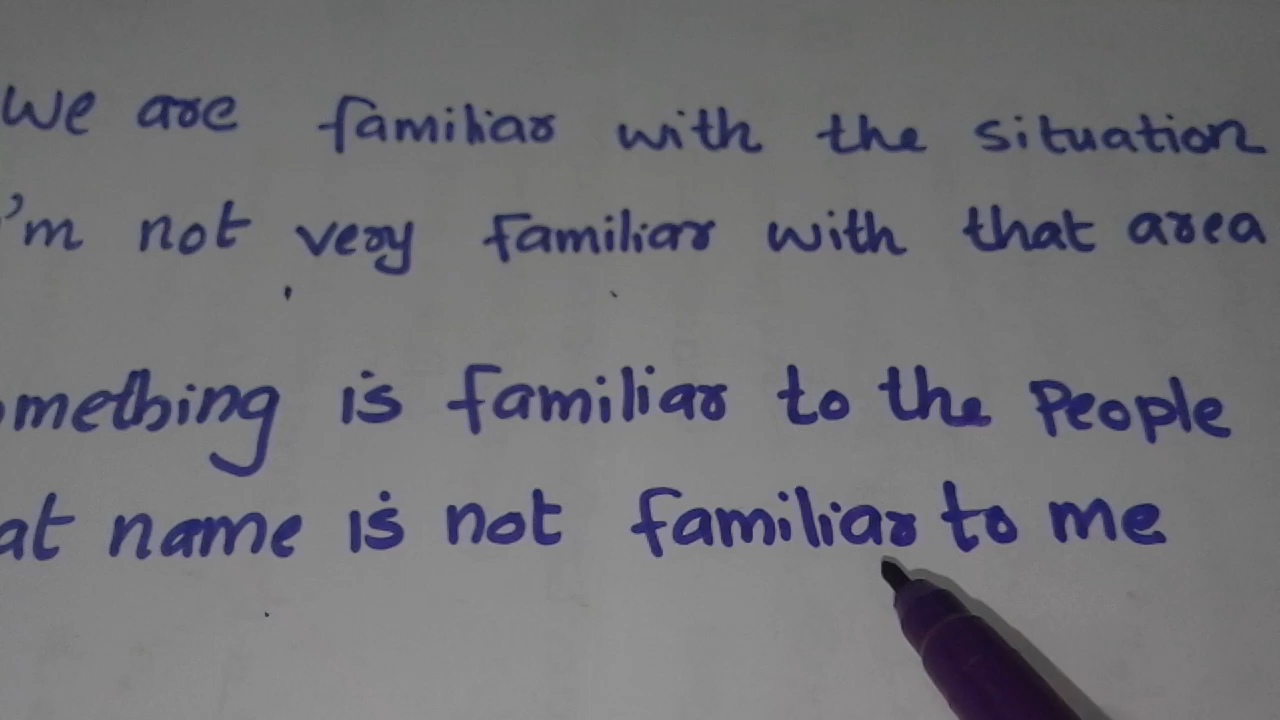 We are familiar with the situation
'm not very familiar with that area
omething is familiar to the People
at name is not familiar to me